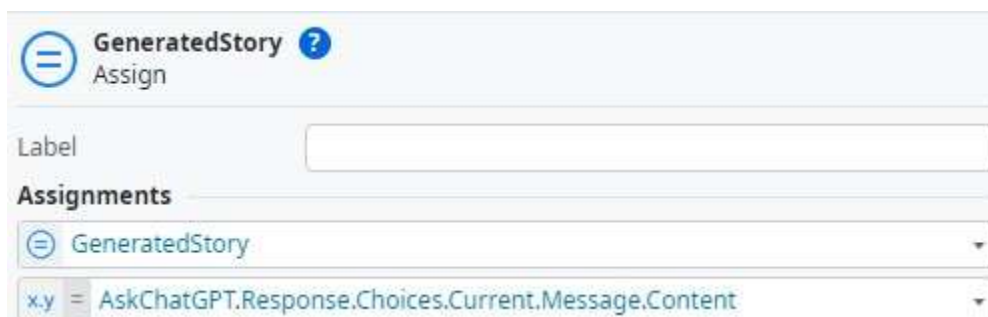 GeneratedStory ?
Assign
Label
Assignments
GeneratedStory
x.y = AskChatGPT.Response.Choices.Current.Message.Content